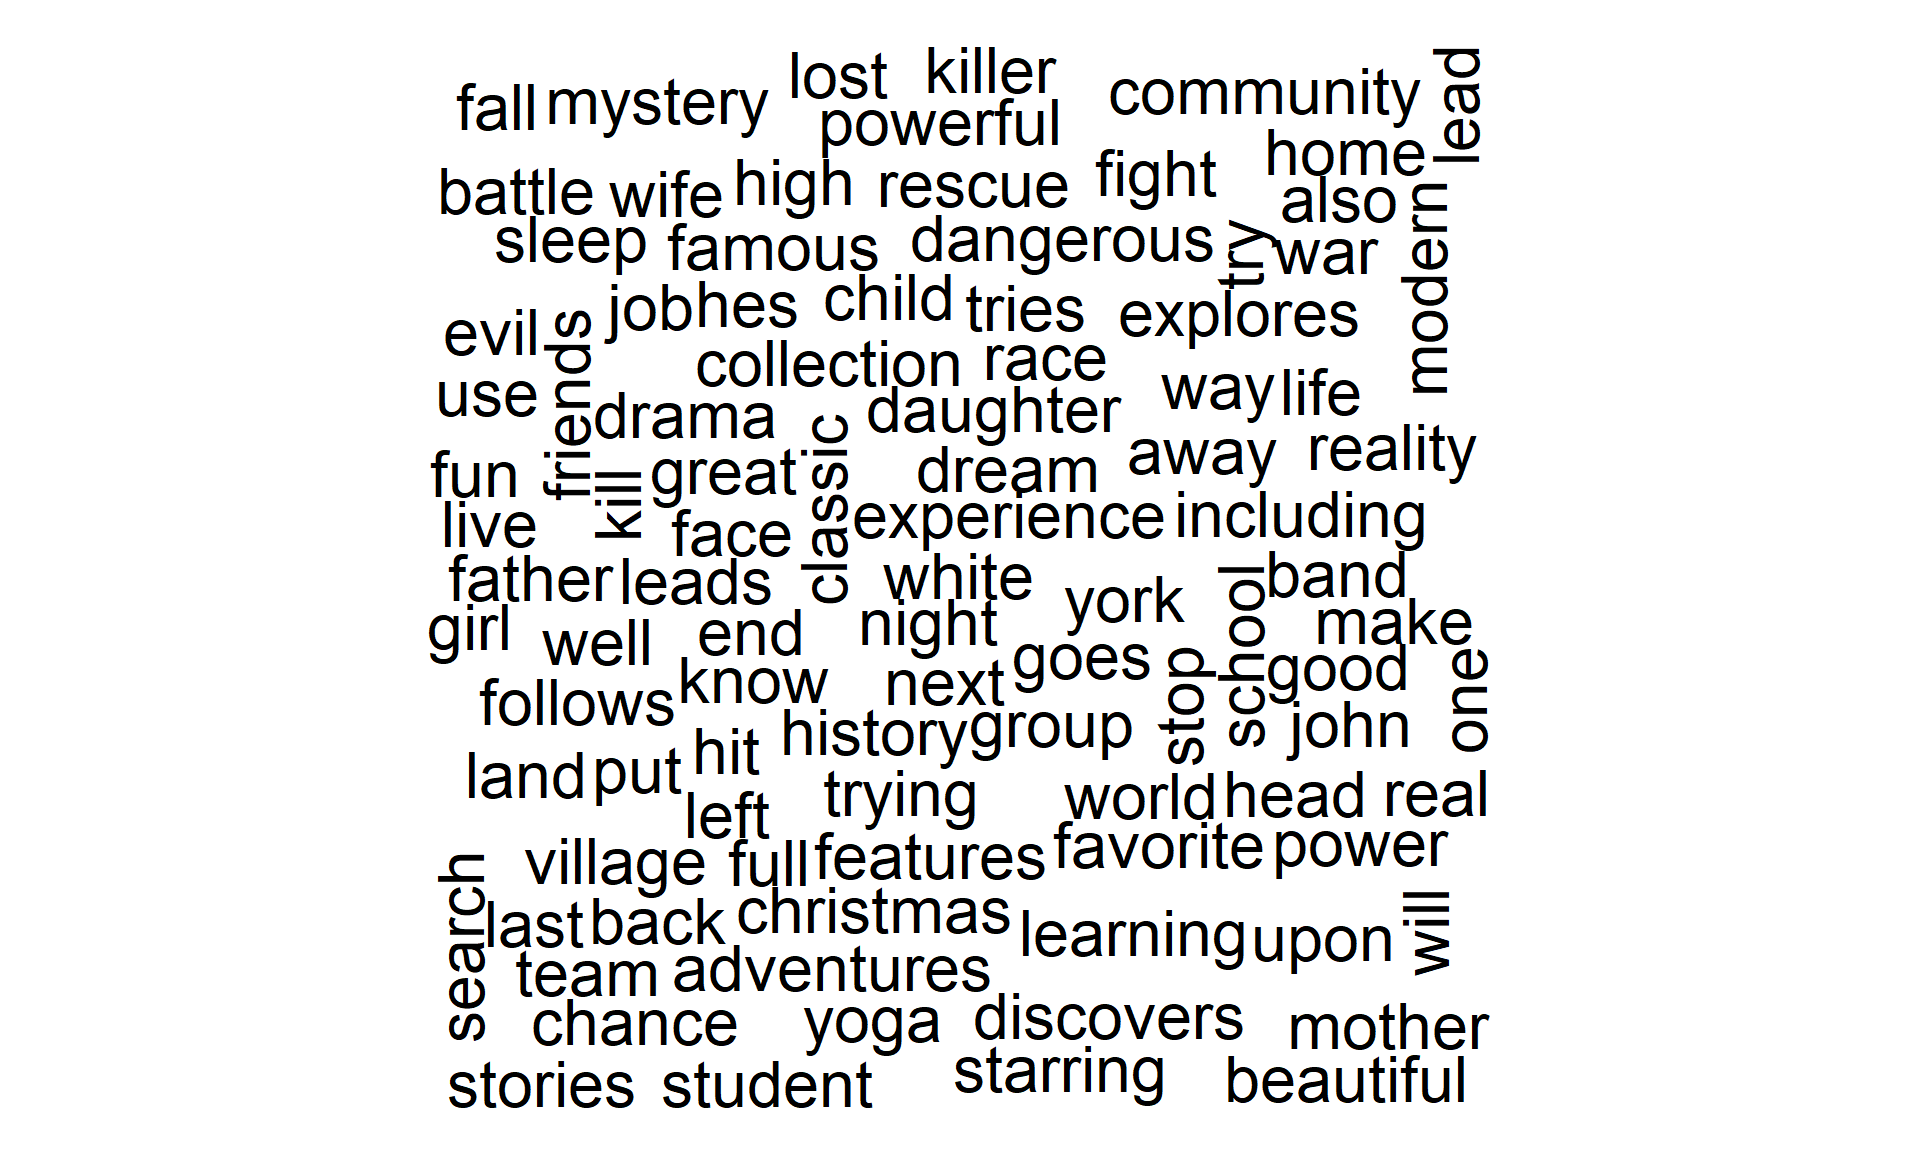 lost killer
fall mystery powerful community lead
battle wife high rescue fight home
sleep famous dangerous try also war modern
evil friends job hes child tries explores
use collection race way life
drama classic daughter
fun kill great dream away reality
live face experience including
father leads white york school band
girl well end night make
follows know next goes stop good one
land put hit history group john
left trying world head real
search village full features favorite power
last back christmas learning upon will
team adventures
chance yoga discovers mother
stories student starring beautiful